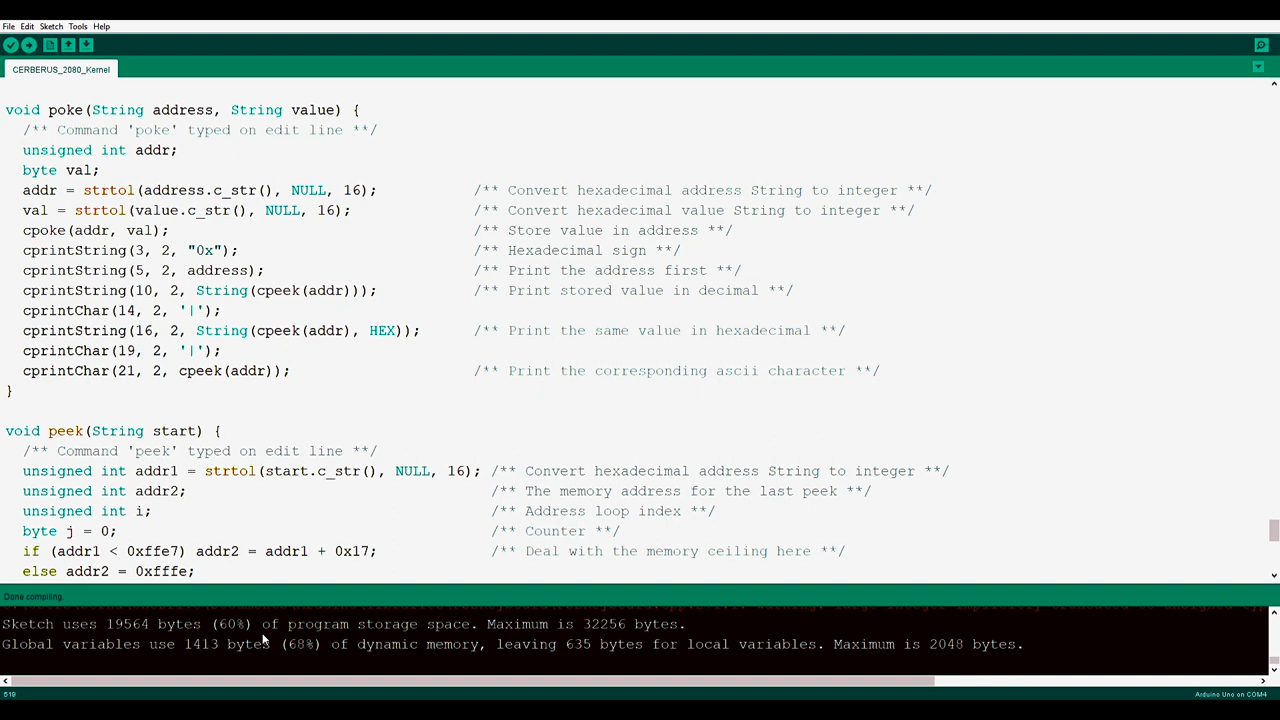 File Edit Sketch Tools Help
CERBERUS_2080_Kernel
void poke(String address, String value) {
/** Command 'poke' typed on edit line **/
unsigned int addr;
byte val;
addr = strtol(address.c_str(), NULL, 16); /** Convert hexadecimal address String to integer **/
val = strtol(value.c_str(), NULL, 16); /** Convert hexadecimal value String to integer **/
cpoke(addr, val); /** Store value in address **/
cprintString(3, 2, "0x"); /** Hexadecimal sign **/
cprintString(5, 2, address); /** Print the address first **/
cprintString(10, 2, String(cpeek(addr))); /** Print stored value in decimal **/
cprintChar(14, 2, '|');
cprintString(16, 2, String(cpeek(addr), HEX)); /** Print the same value in hexadecimal **/
cprintChar(19, 2, '|');
cprintChar(21, 2, cpeek(addr)); /** Print the corresponding ascii character **/
}
void peek(String start) {
/** Command 'peek' typed on edit line **/
unsigned int addr1 = strtol(start.c_str(), NULL, 16); /** Convert hexadecimal address String to integer **/
unsigned int addr2; /** The memory address for the last peek **/
unsigned int i; /** Address loop index **/
byte j = 0; /** Counter **/
if (addr1 < 0xffe7) addr2 = addr1 + 0x17; /** Deal with the memory ceiling here **/
else addr2 = 0xfffe;
Done compiling.
Sketch uses 19564 bytes (60%) of program storage space. Maximum is 32256 bytes.
Global variables use 1413 bytes (68%) of dynamic memory, leaving 635 bytes for local variables. Maximum is 2048 bytes.
519
Arduino Uno on COM4